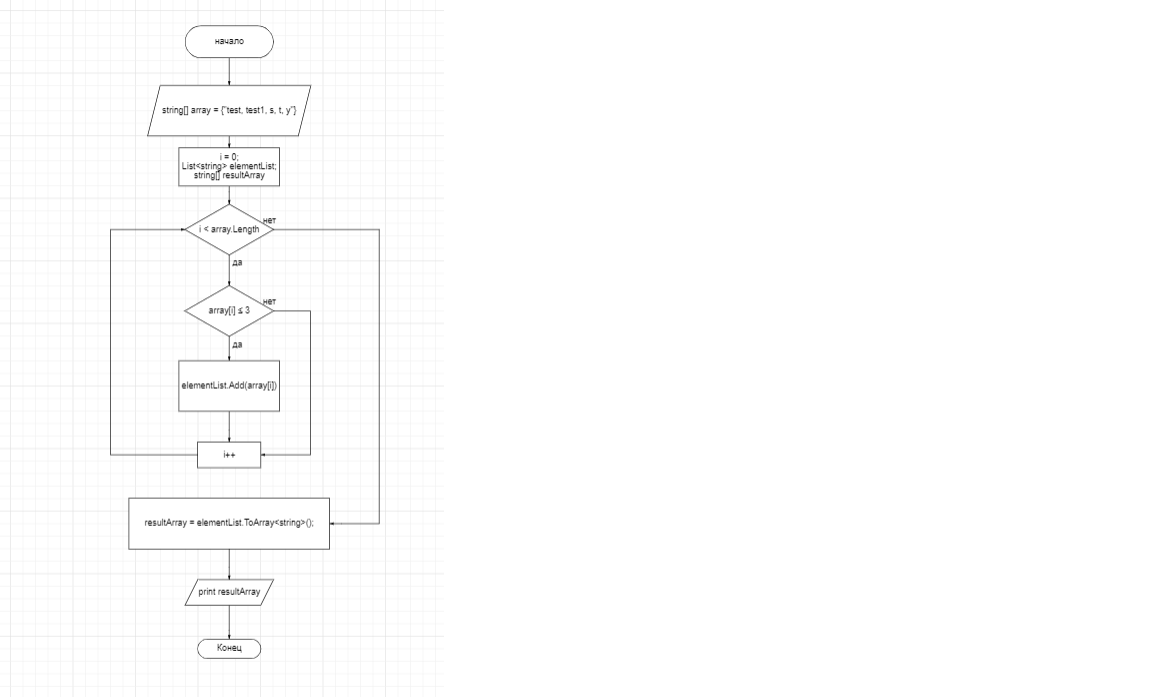 начало
string[] array = {"test, test1, s, t, y"}
i = 0;
List<string> elementList;
string[] resultArray
i < array.Length
нет
да
array[i] ≤ 3
нет
да
elementList.Add(array[i])
i++
resultArray = elementList.ToArray<string>();
print resultArray
Конец